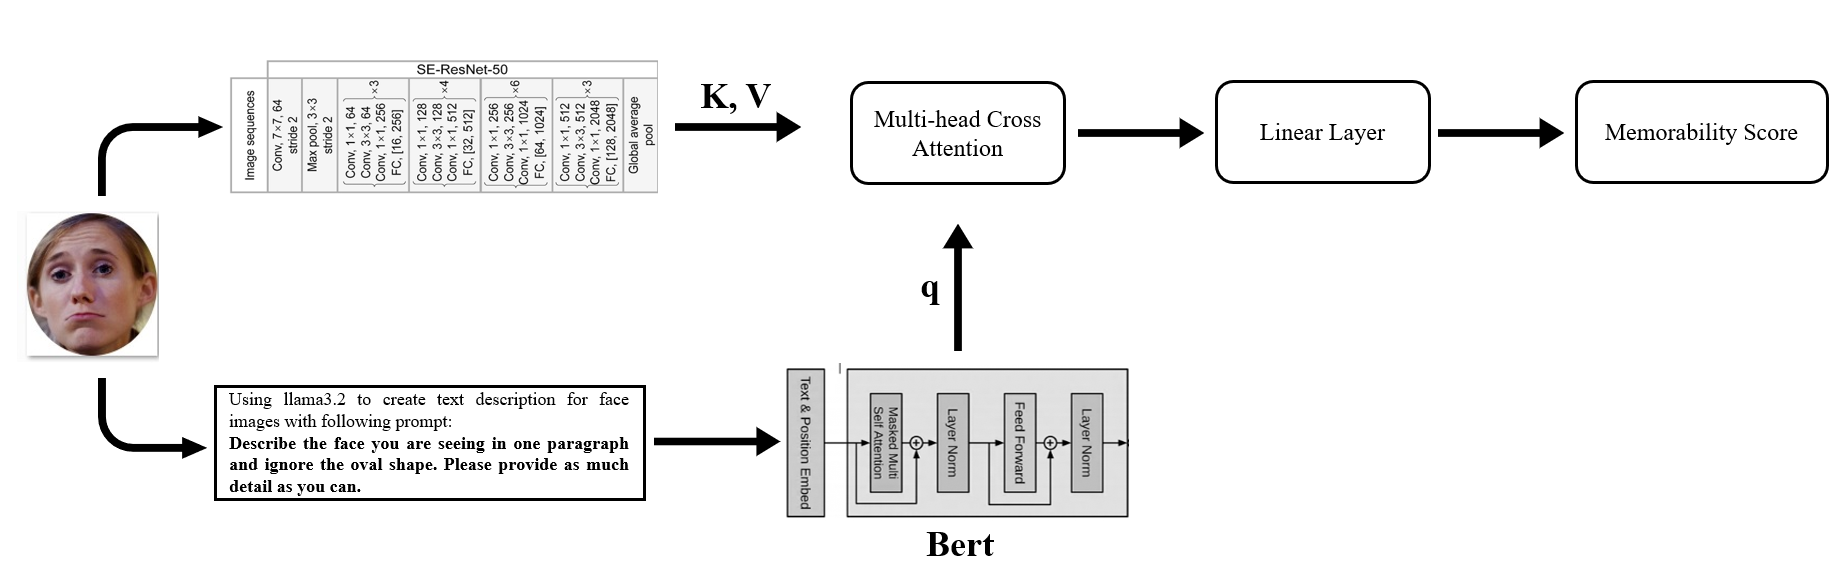 SE-ResNet-50
Image sequences
Conv, 7×7, 64
stride 2
Max pool, 3×3
stride 2
Conv, 1×1, 64
Conv, 3×3, 64
Conv, 1×1, 256
FC, [16, 256]
×3
Conv, 1×1, 128
Conv, 3×3, 128
Conv, 1×1, 512
FC, [32, 512]
×4
Conv, 1×1, 256
Conv, 3×3, 256
Conv, 1×1, 1024
FC, [64, 1024]
×6
Conv, 1×1, 512
Conv, 3×3, 512
Conv, 1×1, 2048
FC, [128, 2048]
×3
Global average
pool
K, V
Multi-head Cross
Attention
Linear Layer
Memorability Score
q
Using llama3.2 to create text description for face
images with following prompt:
Describe the face you are seeing in one paragraph
and ignore the oval shape. Please provide as much
detail as you can.
Text & Position Embed
Masked Multi
Self Attention
Layer Norm
Feed Forward
Layer Norm
Bert